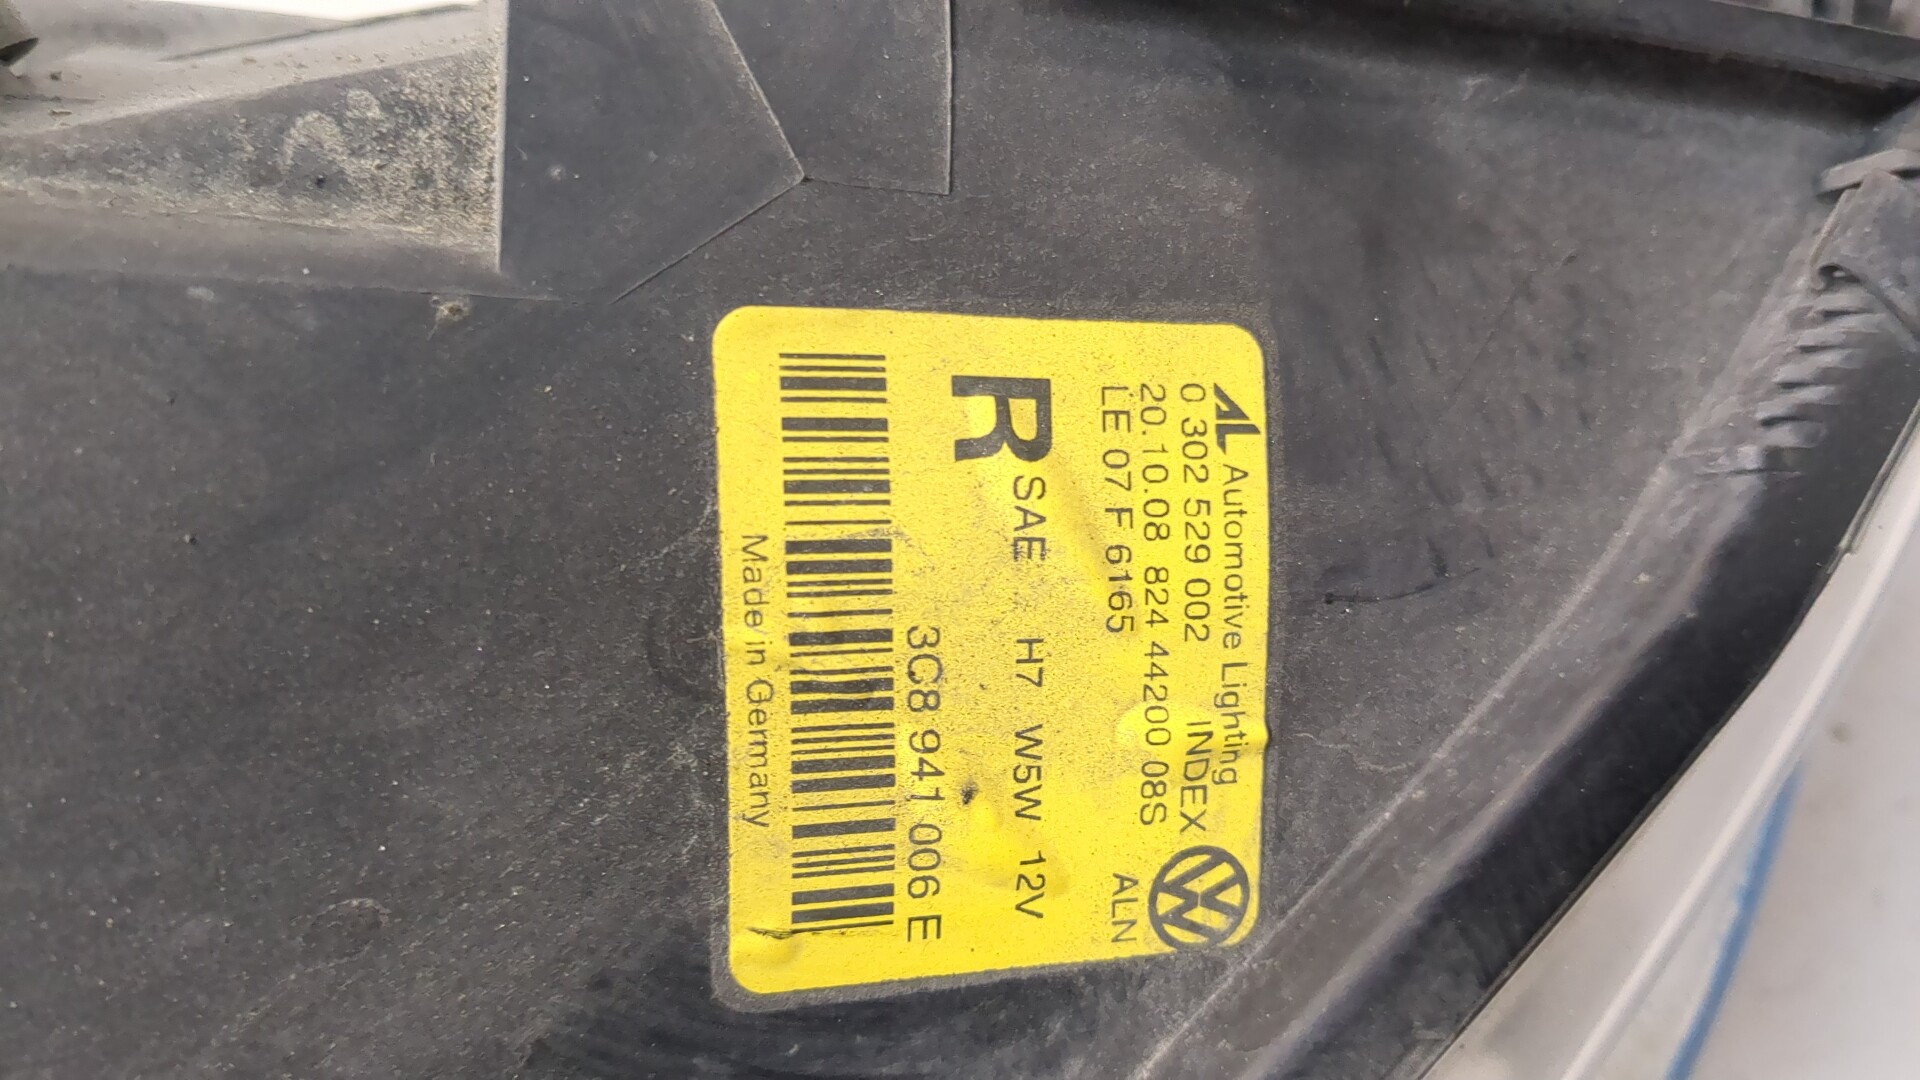 AL Automotive Lighting
0 302 529 002 INDEX
20.10.08 824 44200 08S
LE 07 F 6165 ALN
R SAE H7 W5W 12V
3C8 941 006 E
Made in Germany